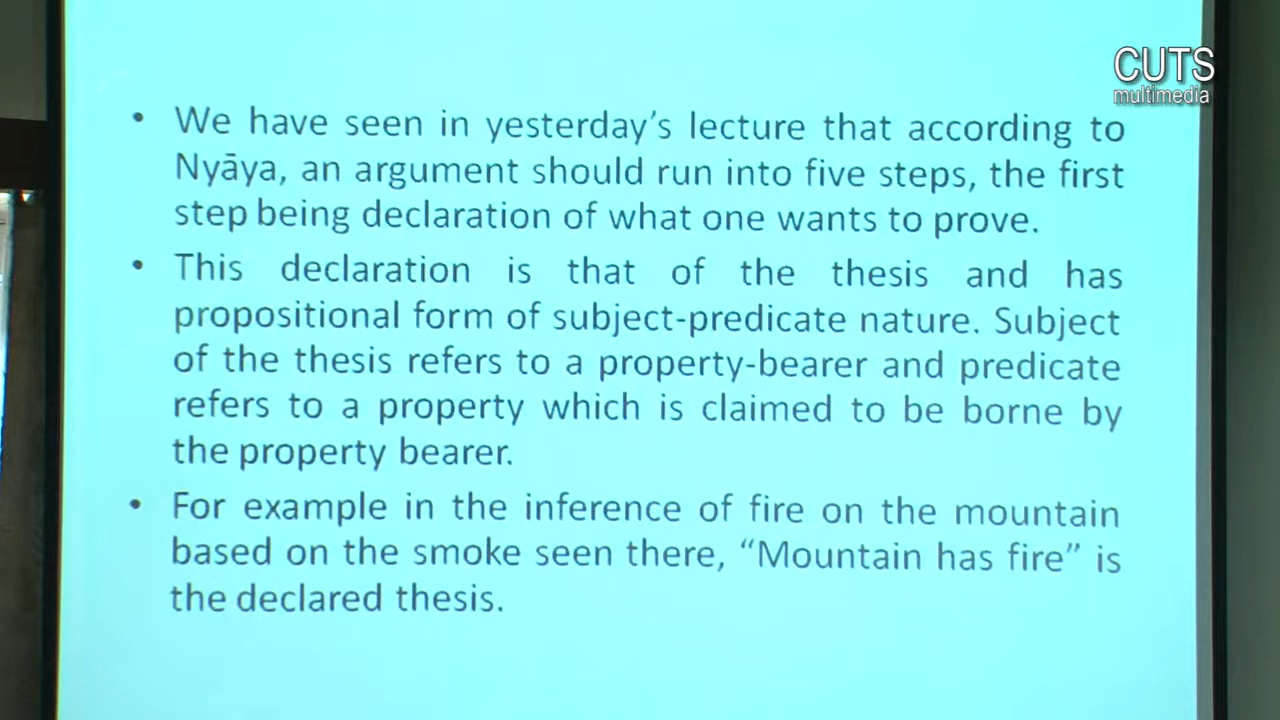 CUTS
multimedia
• We have seen in yesterday's lecture that according to
Nyāya, an argument should run into five steps, the first
step being declaration of what one wants to prove.
• This declaration is that of the thesis and has
propositional form of subject-predicate nature. Subject
of the thesis refers to a property-bearer and predicate
refers to a property which is claimed to be borne by
the property bearer.
• For example in the inference of fire on the mountain
based on the smoke seen there, “Mountain has fire” is
the declared thesis.